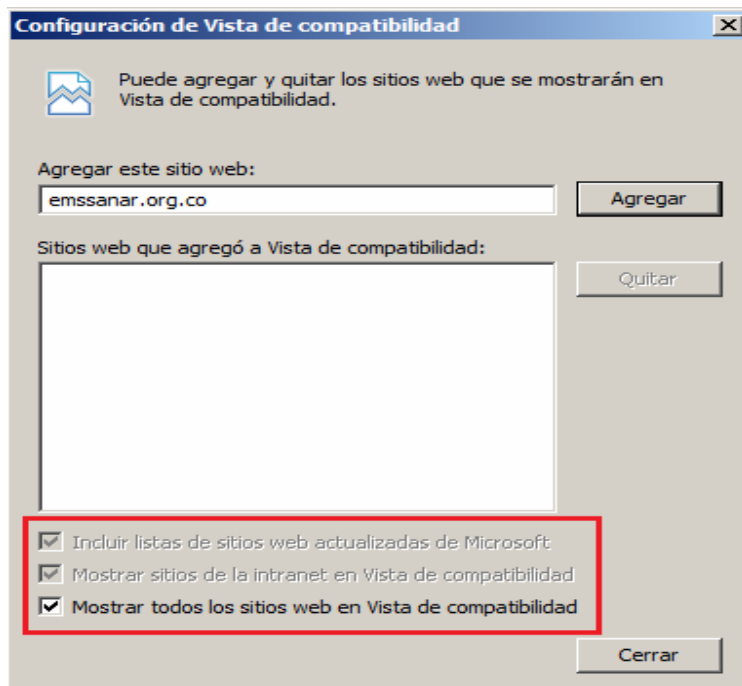 Configuración de Vista de compatibilidad
Puede agregar y quitar los sitios web que se mostrarán en
Vista de compatibilidad.
Agregar este sitio web:
emssanar.org.co
Agregar
Sitios web que agregó a Vista de compatibilidad:
Quitar
Incluir listas de sitios web actualizadas de Microsoft
Mostrar sitios de la intranet en Vista de compatibilidad
Mostrar todos los sitios web en Vista de compatibilidad
Cerrar